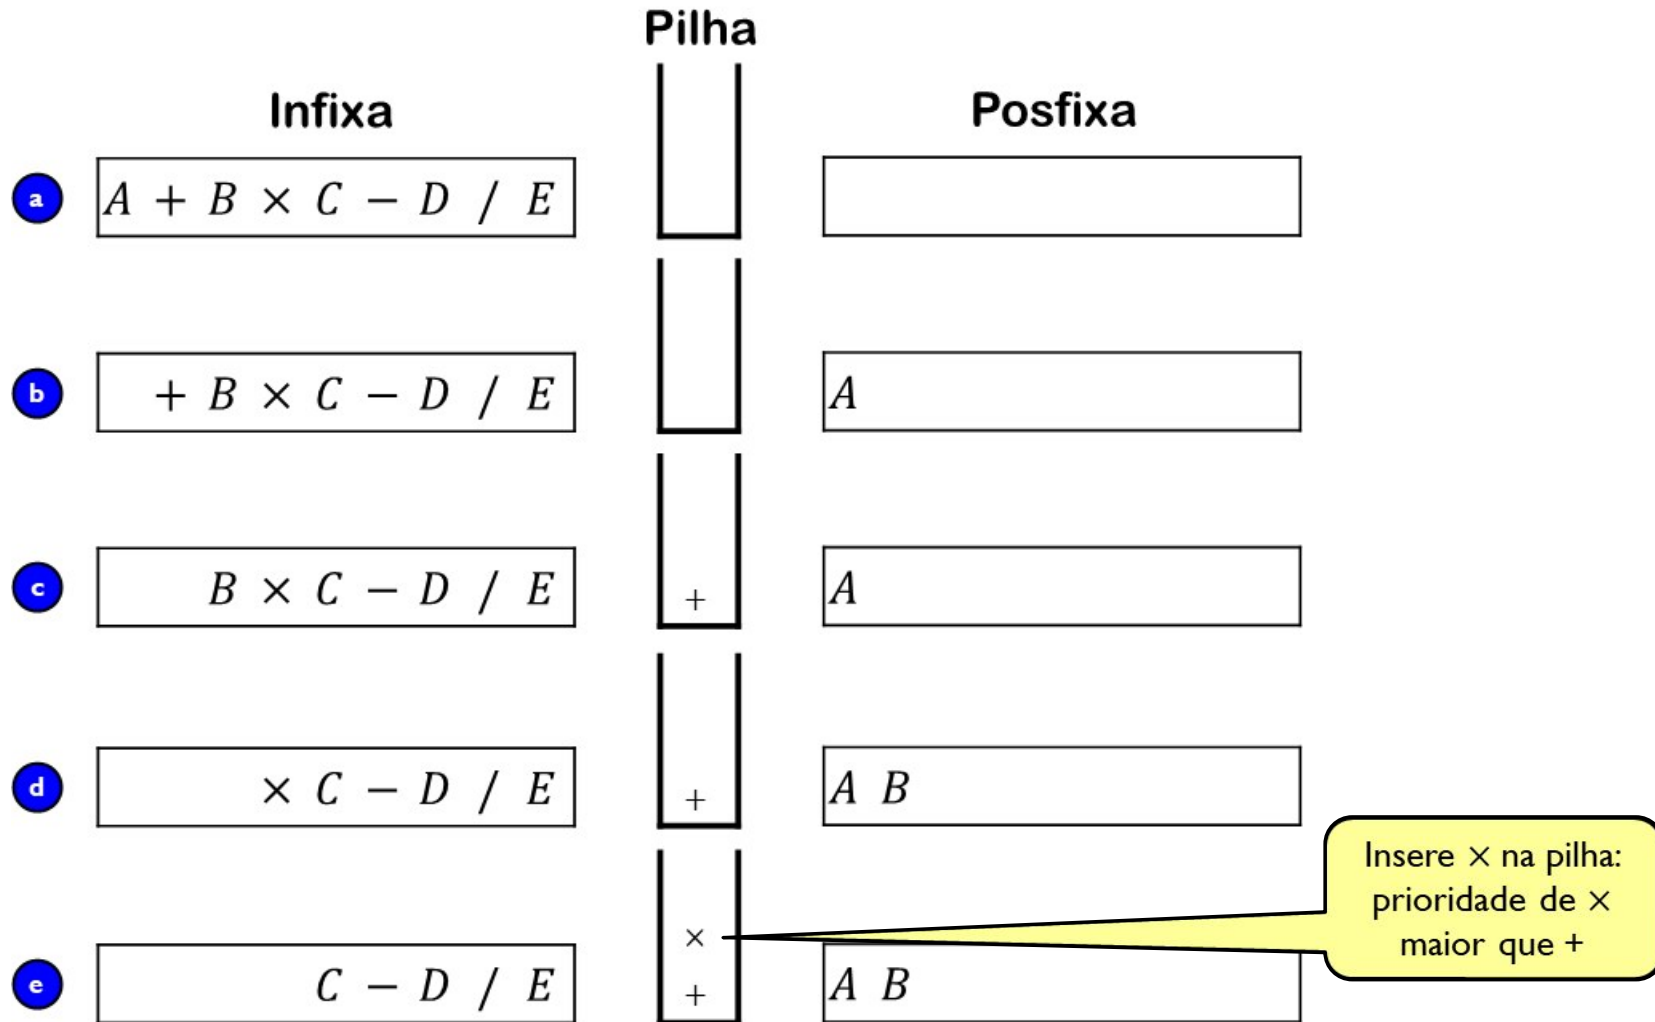 Pilha
Infixa
Posfixa
a
A + B × C − D / E
b
+ B × C − D / E
A
c
B × C − D / E
+
A
d
× C − D / E
+
A B
Insere × na pilha:
prioridade de ×
maior que +
e
C − D / E
×
+
A B